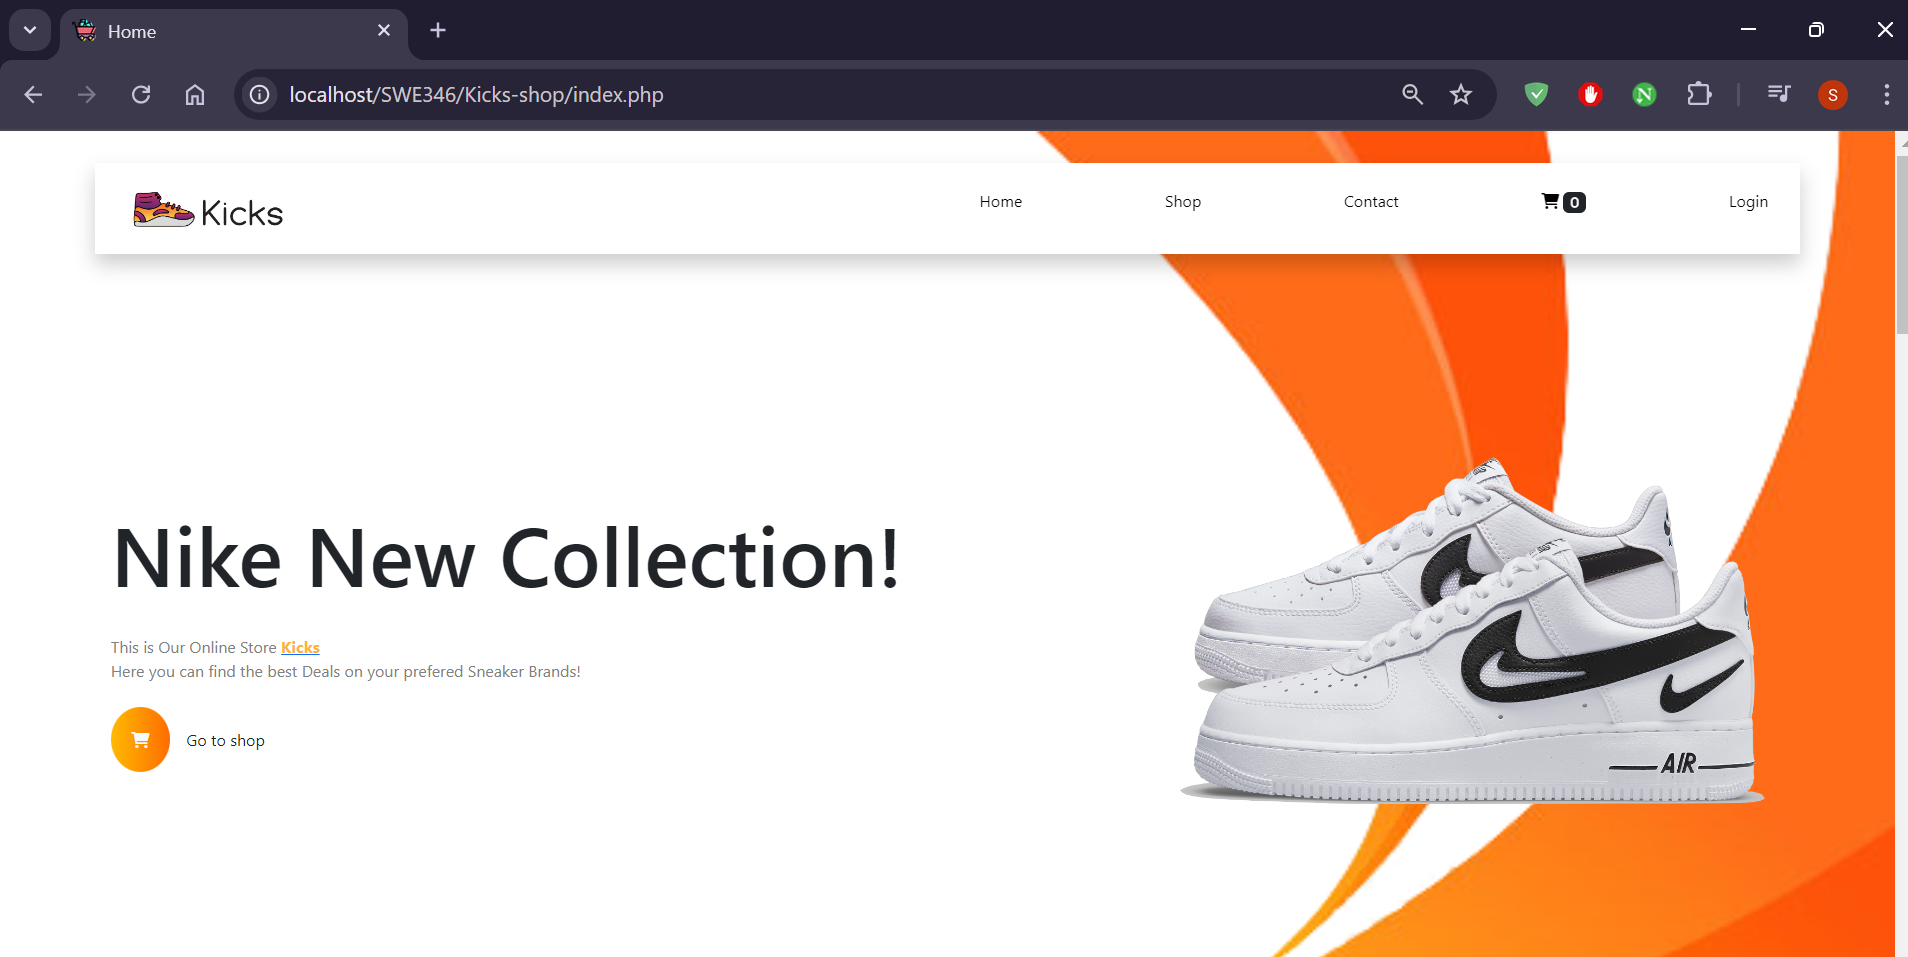 Home
localhost/SWE346/Kicks-shop/index.php
S
Kicks
Home
Shop
Contact
0
Login
Nike New Collection!
This is Our Online Store Kicks
Here you can find the best Deals on your prefered Sneaker Brands!
Go to shop
AIR